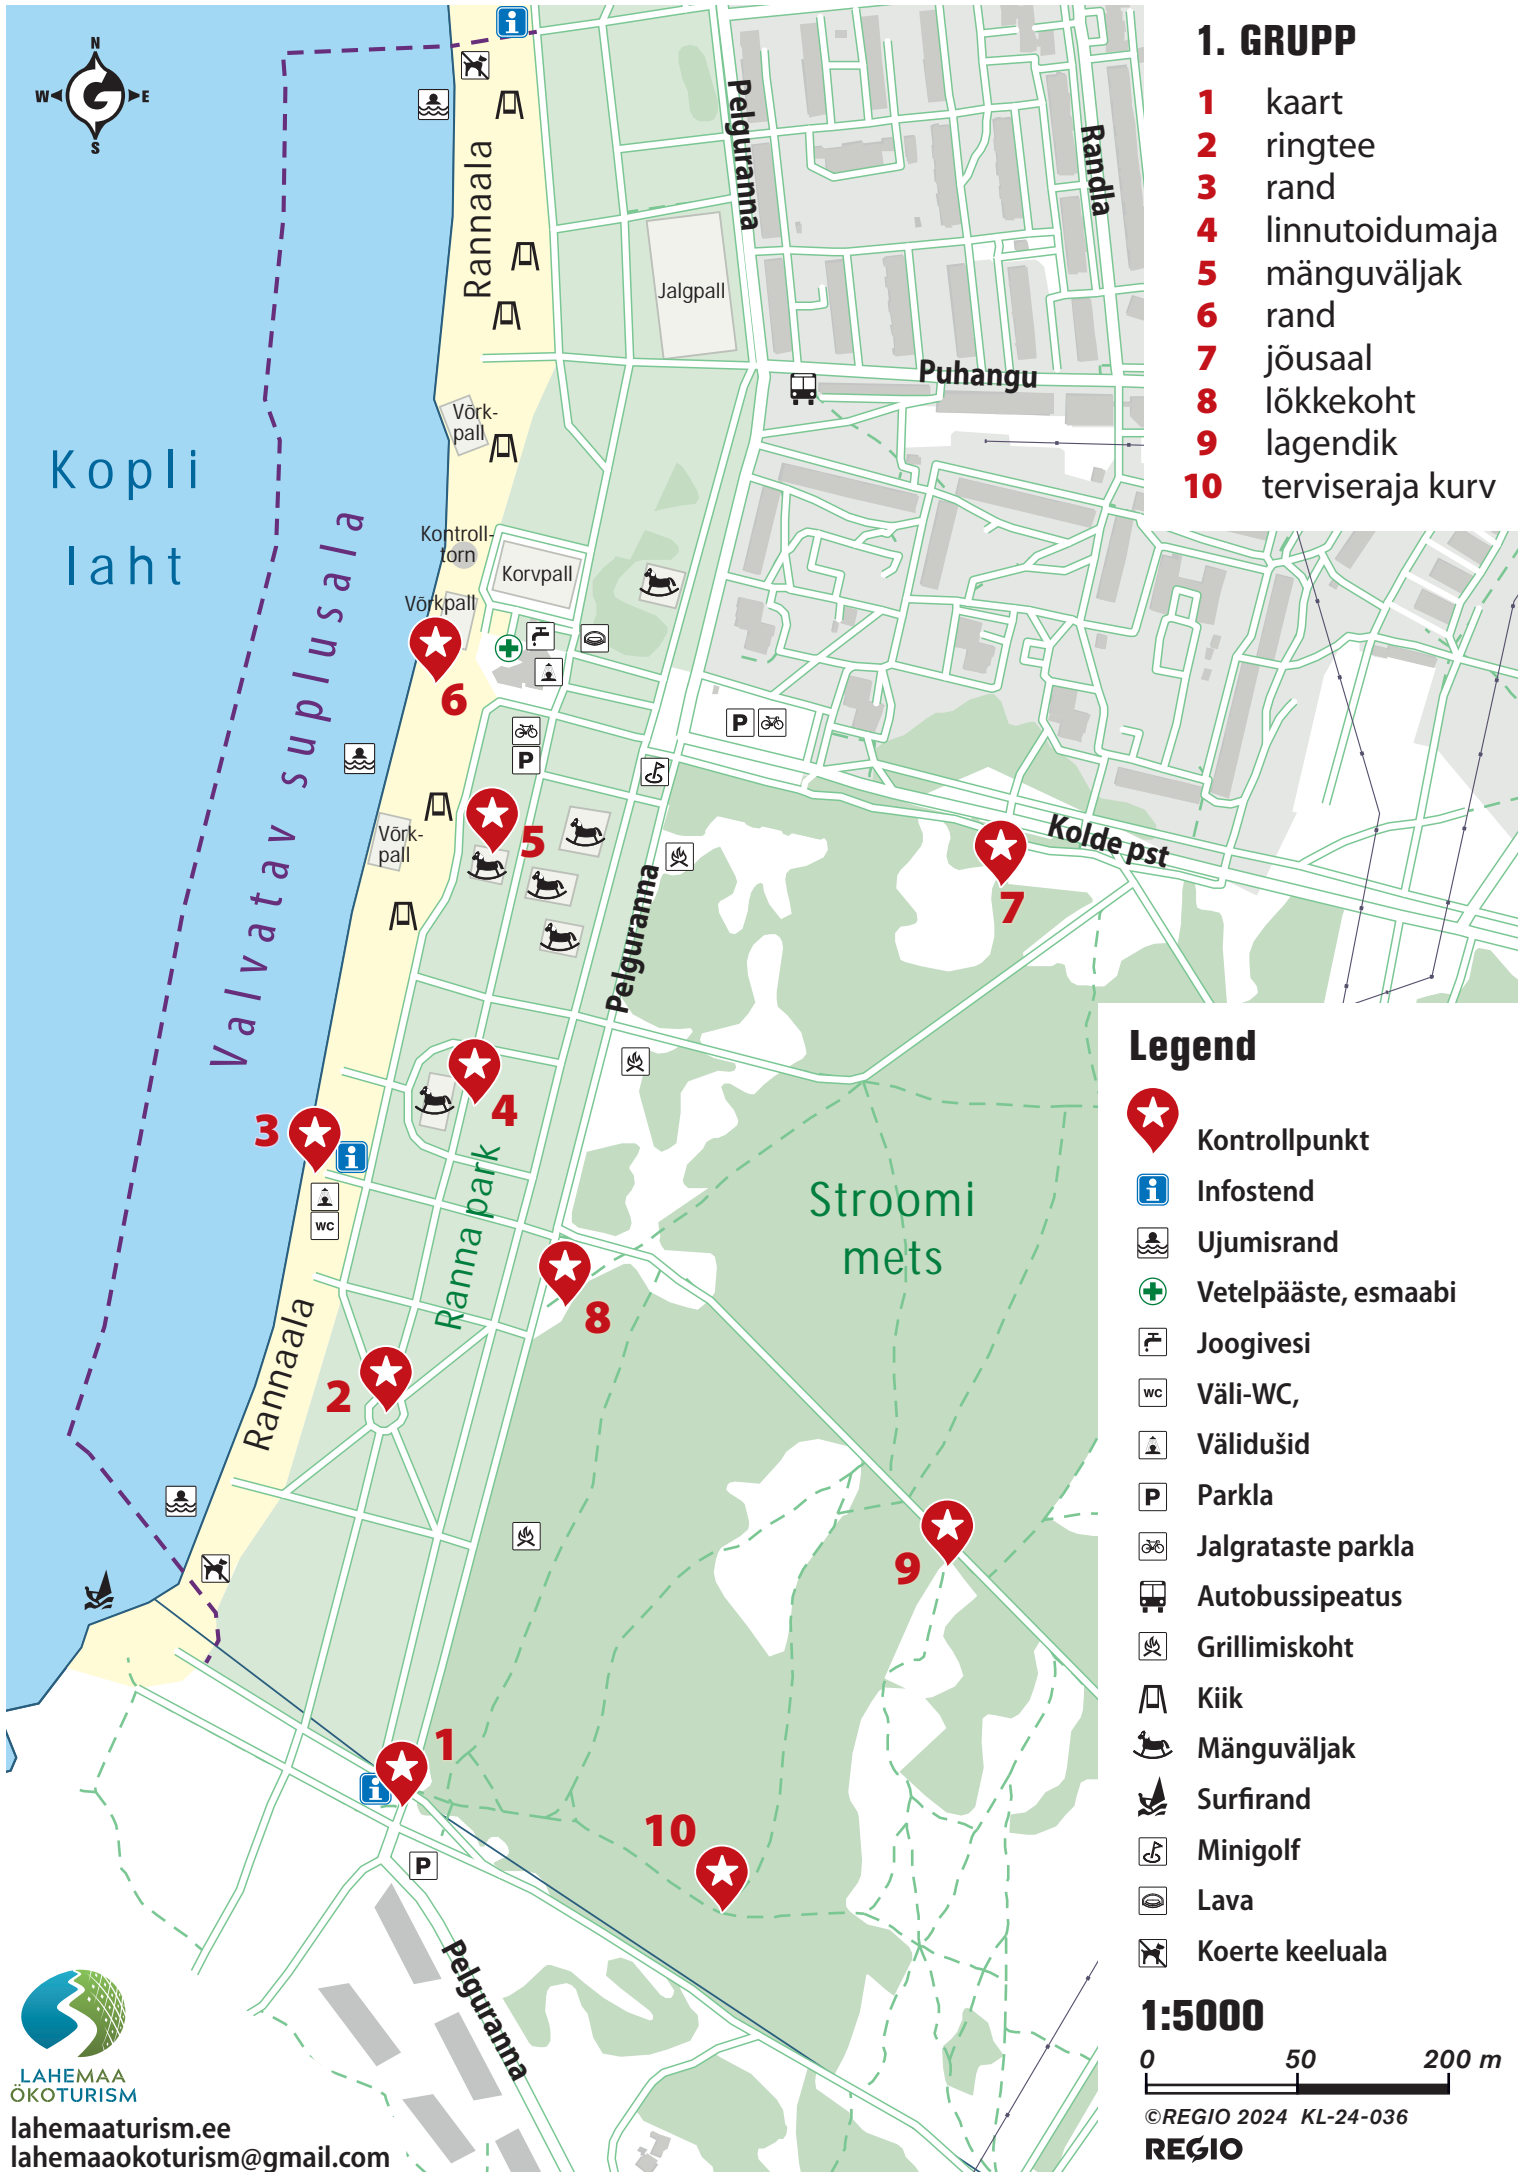 1. GRUPP
1 kaart
2 ringtee
3 rand
4 linnutoidumaja
5 mänguväljak
6 rand
7 jõusaal
8 lõkkekoht
9 lagendik
10 terviseraja kurv
N
W E
S
Kopli
laht
Valvatav suplusala
Rannaala
Pelguranna
Randla
Jalgpall
Puhangu
Võrk-
pall
Kontroll-
torn
Korvpall
Võrkpall
6
P
P
5
Võrk-
pall
Kolde pst
7
Pelguranna
4
3
WC
Ranna park
Stroomi
mets
8
Rannaala
2
9
1
10
P
Pelguranna
Legend
Kontrollpunkt
Infostend
Ujumisrand
Vetelpääste, esmaabi
Joogivesi
WC Väli-WC,
Välidušid
P Parkla
Jalgrataste parkla
Autobussipeatus
Grillimiskoht
Kiik
Mänguväljak
Surfirand
Minigolf
Lava
Koerte keeluala
1:5000
0 50 200 m
©REGIO 2024 KL-24-036
REGIO
LAHEMAA
ÖKOTURISM
lahemaaturism.ee
lahemaaokoturism@gmail.com